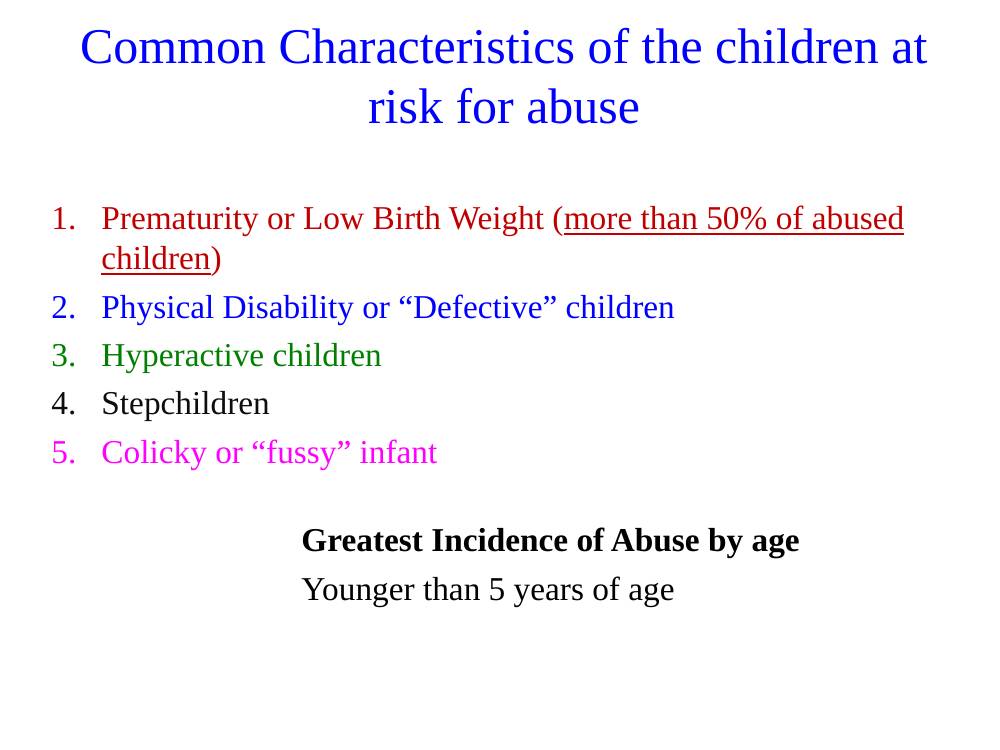 Common Characteristics of the children at
risk for abuse
1. Prematurity or Low Birth Weight (more than 50% of abused
children)
2. Physical Disability or “Defective” children
3. Hyperactive children
4. Stepchildren
5. Colicky or “fussy” infant
Greatest Incidence of Abuse by age
Younger than 5 years of age